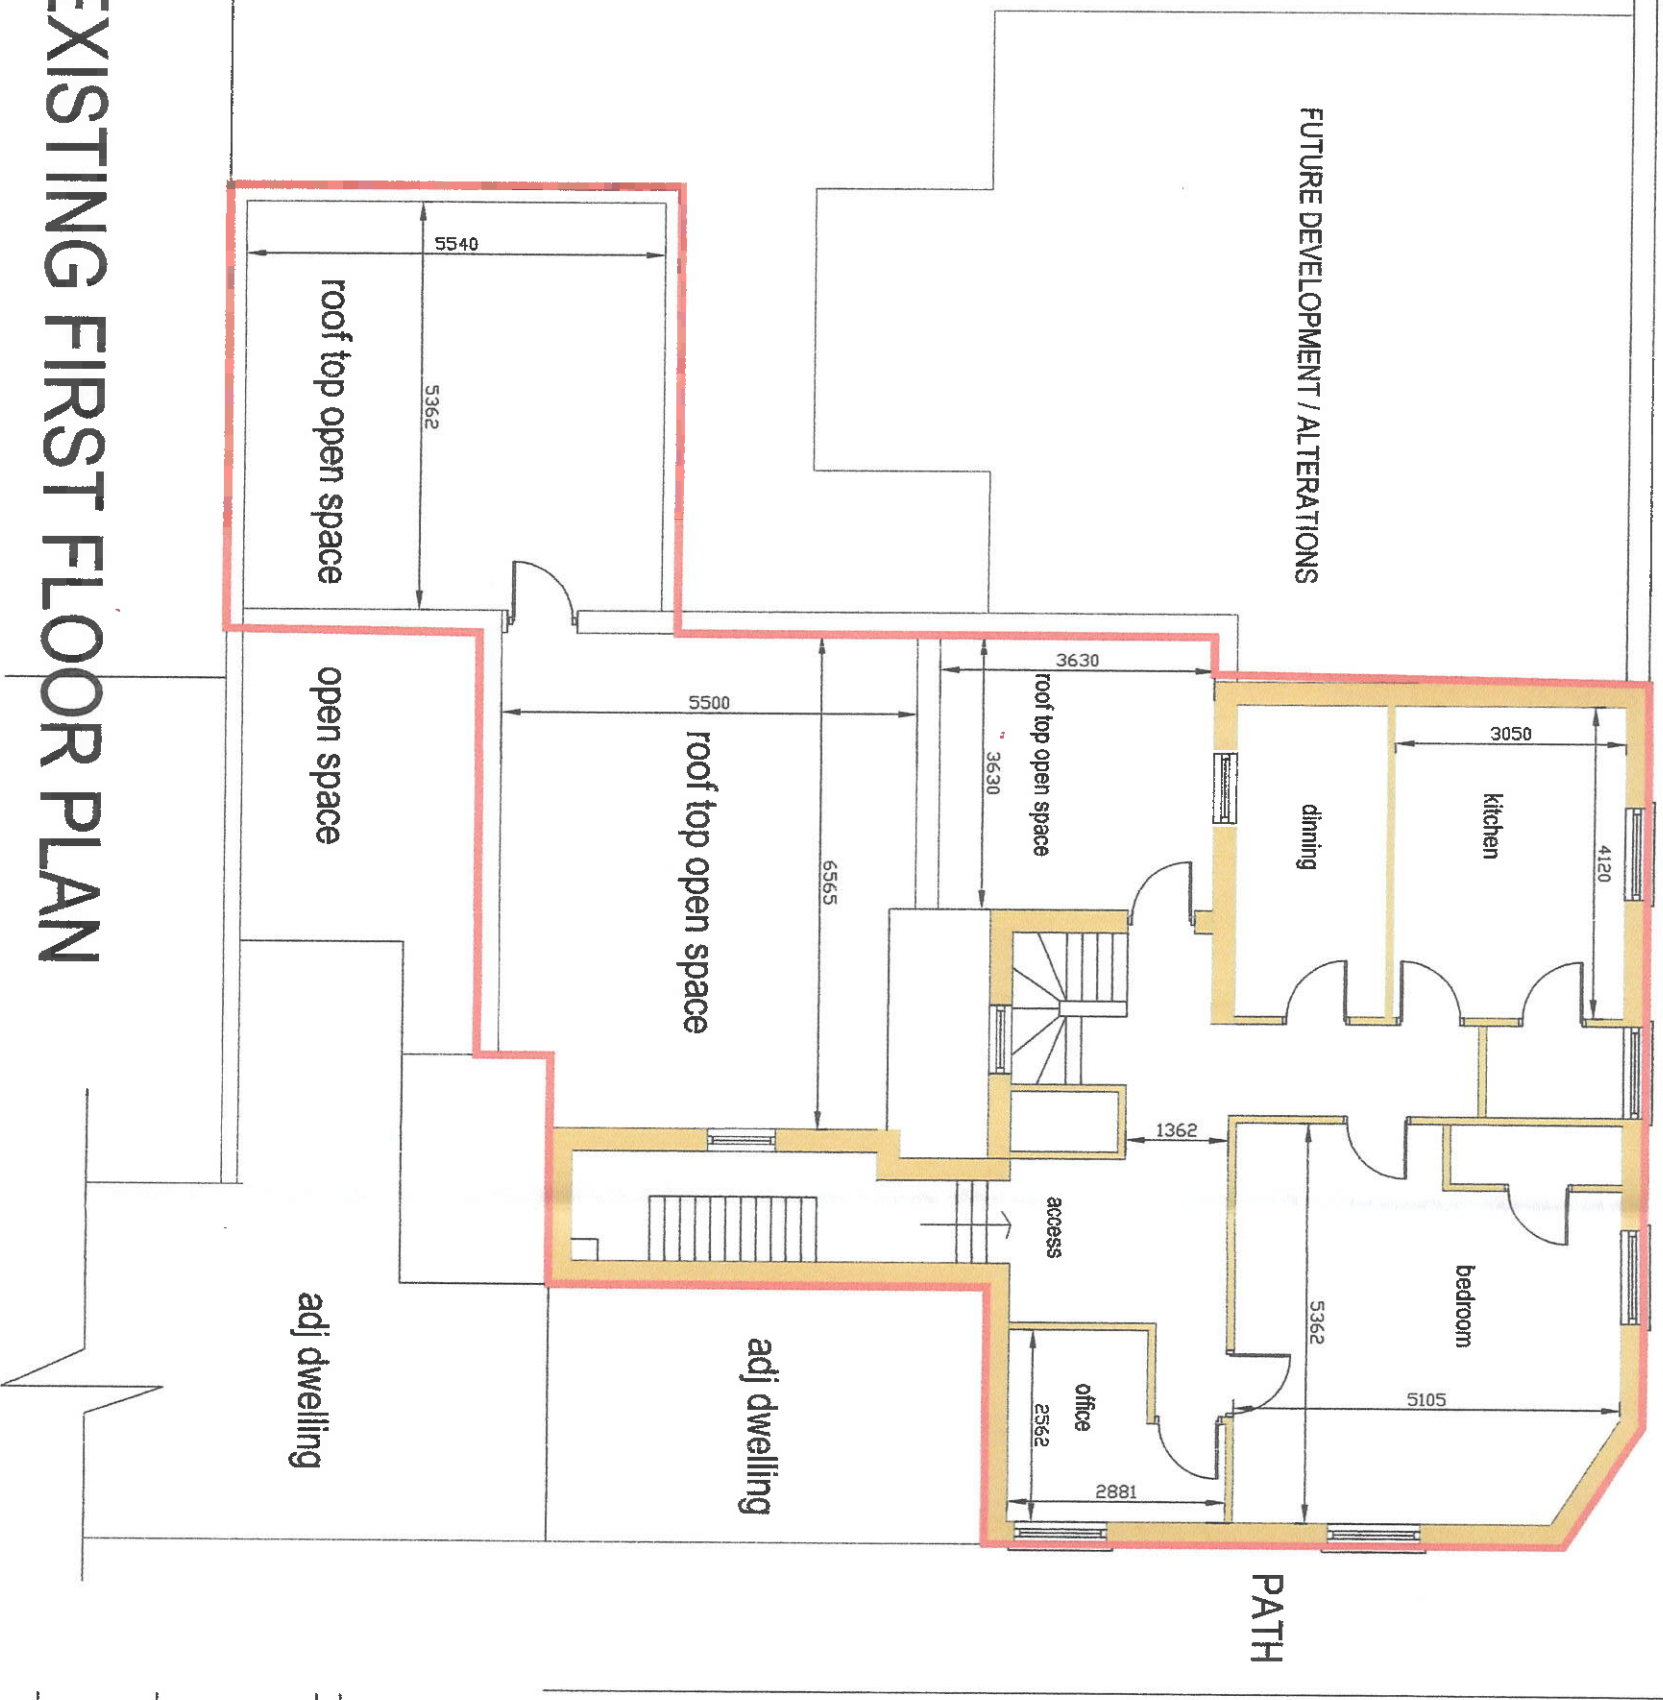 4120
3050
kitchen
bedroom
5105
5362
FUTURE DEVELOPMENT / ALTERATIONS
dinning
PATH
1362
2881
office
3630
access
2562
roof top open space
3630
6565
adj dwelling
5500
roof top open space
5540
5362
roof top open space
open space
adj dwelling
EXISTING FIRST FLOOR PLAN